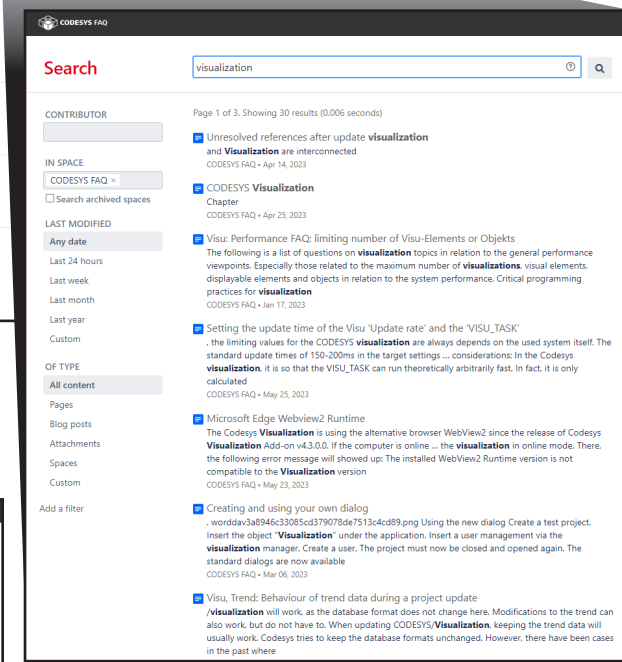 CODESYS FAQ
Search
visualization
CONTRIBUTOR
IN SPACE
CODESYS FAQ ×
Search archived spaces
LAST MODIFIED
Any date
Last 24 hours
Last week
Last month
Last year
Custom
OF TYPE
All content
Pages
Blog posts
Attachments
Spaces
Custom
Add a filter
Page 1 of 3. Showing 30 results (0.006 seconds)
Unresolved references after update visualization
and Visualization are interconnected
CODESYS FAQ • Apr 14, 2023
CODESYS Visualization
Chapter
CODESYS FAQ • Apr 25, 2023
Visu: Performance FAQ: limiting number of Visu-Elements or Objekts
The following is a list of questions on visualization topics in relation to the general performance
viewpoints. Especially those related to the maximum number of visualizations, visual elements,
displayable elements and objects in relation to the system performance. Critical programming
practices for visualization
CODESYS FAQ • Jan 17, 2023
Setting the update time of the Visu 'Update rate' and the 'VISU_TASK'
, the limiting values for the CODESYS visualization are always depends on the used system itself. The
standard update times of 150-200ms in the target settings ... considerations: In the Codesys
visualization, it is so that the VISU_TASK can run theoretically arbitrarily fast. In fact, it is only
calculated
CODESYS FAQ • May 25, 2023
Microsoft Edge Webview2 Runtime
The Codesys Visualization is using the alternative browser WebView2 since the release of Codesys
Visualization Add-on v4.3.0.0. If the computer is online ... the visualization in online mode. There,
the following error message will showed up: The installed WebView2 Runtime version is not
compatible to the Visualization version
CODESYS FAQ • May 23, 2023
Creating and using your own dialog
. worddav3a8946c33085cd379078de7513c4cd89.png Using the new dialog Create a test project.
Insert the object "Visualization" under the application. Insert a user management via the
visualization manager. Create a user. The project must now be closed and opened again. The
standard dialogs are now available
CODESYS FAQ • Mar 06, 2023
Visu, Trend: Behaviour of trend data during a project update
/visualization will work, as the database format does not change here. Modifications to the trend can
also work, but do not have to. When updating CODESYS/Visualization, keeping the trend data will
usually work. Codesys tries to keep the database formats unchanged. However, there have been cases
in the past where